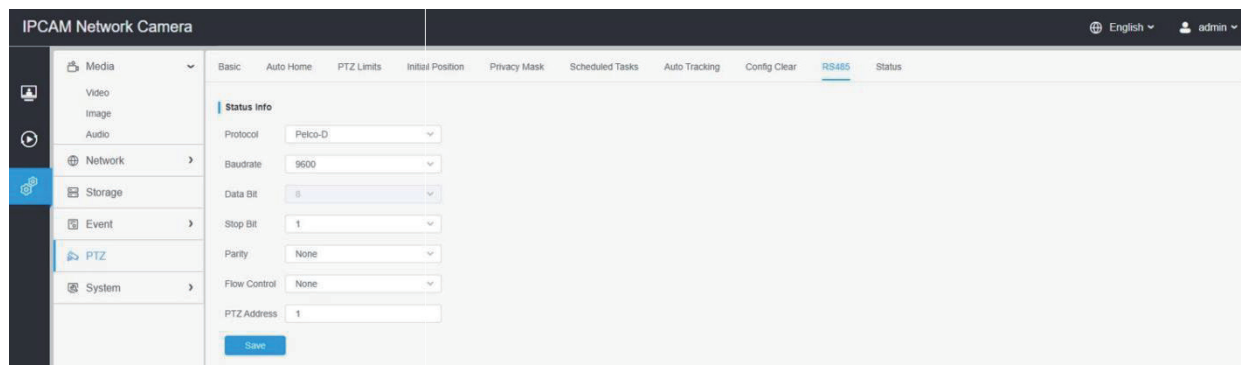 IPCAM Network Camera
English
admin
Media
Video
Image
Audio
Network
Storage
Event
PTZ
System
Basic Auto Home PTZ Limits Initial Position Privacy Mask Scheduled Tasks Auto Tracking Config Clear RS485 Status
Status Info
Protocol Pelco-D
Baudrate 9600
Data Bit 8
Stop Bit 1
Parity None
Flow Control None
PTZ Address 1
Save